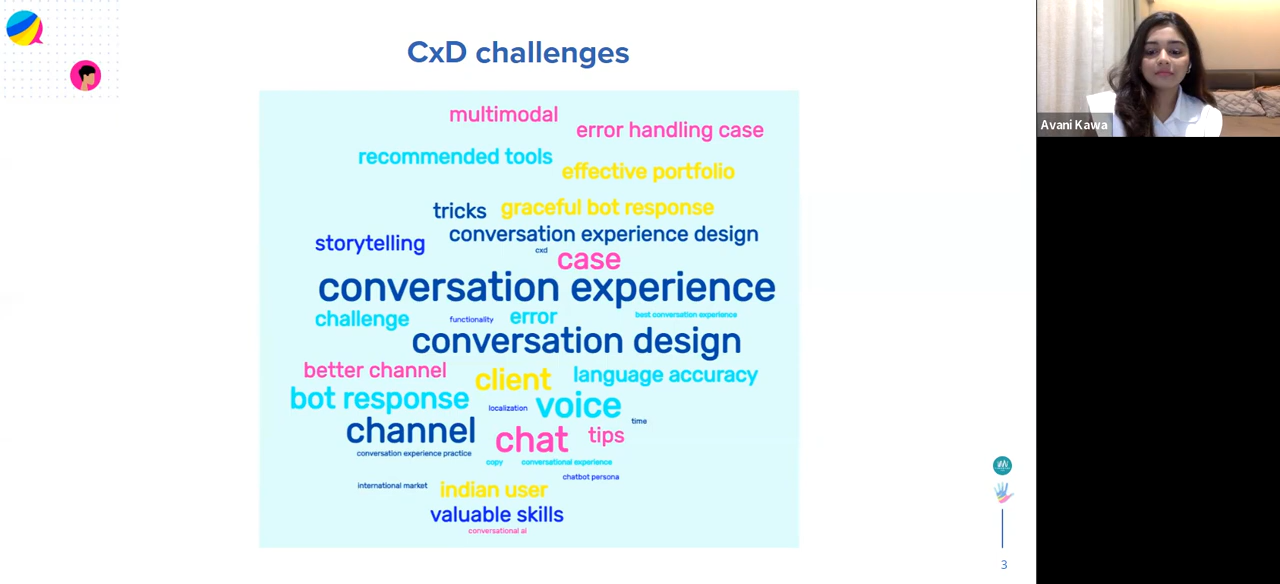 CxD challenges
multimodal
error handling case
recommended tools
effective portfolio
tricks
graceful bot response
storytelling
conversation experience design
cxd
case
conversation experience
challenge
functionality
error
best conversation experience
conversation design
better channel
client
language accuracy
bot response
localization
voice
channel
chat
tips
time
conversation experience practice
copy
conversational experience
chatbot persona
international market
indian user
valuable skills
conversational ai
3
Avani Kawa